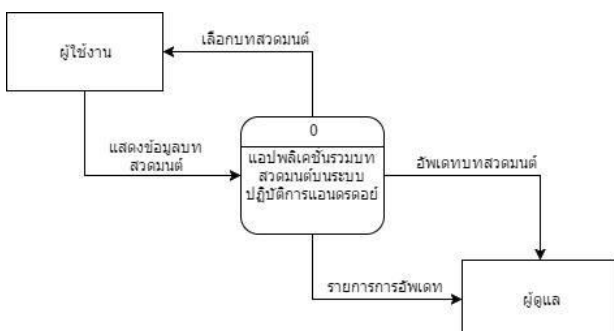 ผู้ใช้งาน
เลือกบทสวดมนต์
แสดงข้อมูลบท
สวดมนต์
0
แอปพลิเคชันรวมบท
สวดมนต์บนระบบ
ปฏิบัติการแอนดรอย์
อัพเดทบทสวดมนต์
รายการการอัพเดท
ผู้ดูแล